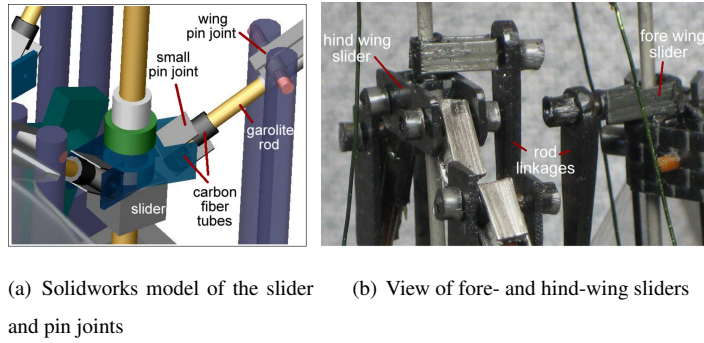 wing
pin joint
small
pin joint
garolite
rod
carbon
fiber
tubes
slider
hind wing
slider
fore wing
slider
rod
linkages
(a) Solidworks model of the slider
and pin joints
(b) View of fore- and hind-wing sliders